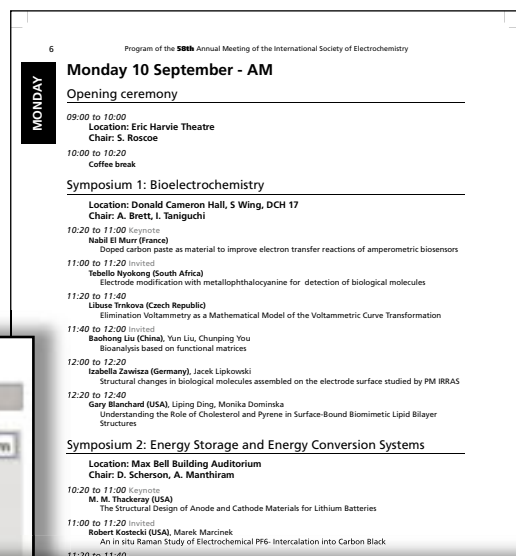 6
Program of the 58th Annual Meeting of the International Society of Electrochemistry
MONDAY
Monday 10 September - AM
Opening ceremony
09:00 to 10:00
Location: Eric Harvie Theatre
Chair: S. Roscoe
10:00 to 10:20
Coffee break
Symposium 1: Bioelectrochemistry
Location: Donald Cameron Hall, S Wing, DCH 17
Chair: A. Brett, I. Taniguchi
10:20 to 11:00 Keynote
Nabil El Murr (France)
Doped carbon paste as material to improve electron transfer reactions of amperometric biosensors
11:00 to 11:20 Invited
Tebello Nyokong (South Africa)
Electrode modification with metallophthalocyanine for detection of biological molecules
11:20 to 11:40
Libuse Trnkova (Czech Republic)
Elimination Voltammetry as a Mathematical Model of the Voltammetric Curve Transformation
11:40 to 12:00 Invited
Baohong Liu (China), Yun Liu, Chunping You
Bioanalysis based on functional matrices
12:00 to 12:20
Izabella Zawisza (Germany), Jacek Lipkowski
Structural changes in biological molecules assembled on the electrode surface studied by PM IRRAS
12:20 to 12:40
Gary Blanchard (USA), Liping Ding, Monika Dominska
Understanding the Role of Cholesterol and Pyrene in Surface-Bound Biomimetic Lipid Bilayer
Structures
Symposium 2: Energy Storage and Energy Conversion Systems
Location: Max Bell Building Auditorium
Chair: D. Scherson, A. Manthiram
10:20 to 11:00 Keynote
M. M. Thackeray (USA)
The Structural Design of Anode and Cathode Materials for Lithium Batteries
11:00 to 11:20 Invited
Robert Kostecki (USA), Marek Marcinek
An in situ Raman Study of Electrochemical PF6- Intercalation into Carbon Black
11:20 to 11:40